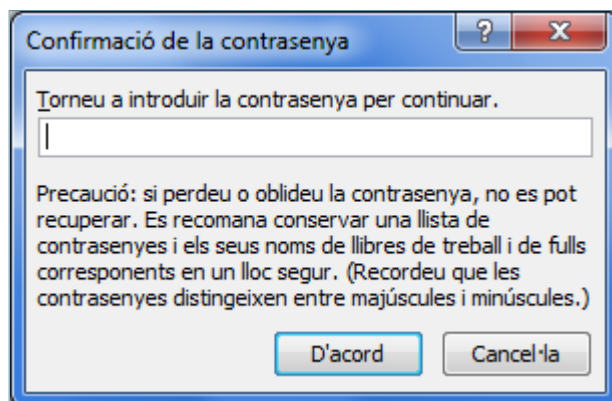 Confirmació de la contrasenya
Torneu a introduir la contrasenya per continuar.
Precaució: si perdeu o oblideu la contrasenya, no es pot
recuperar. Es recomana conservar una llista de
contrasenyes i els seus noms de llibres de treball i de fulls
corresponents en un lloc segur. (Recordeu que les
contrasenyes distingeixen entre majúscules i minúscules.)
D'acord
Cancel·la